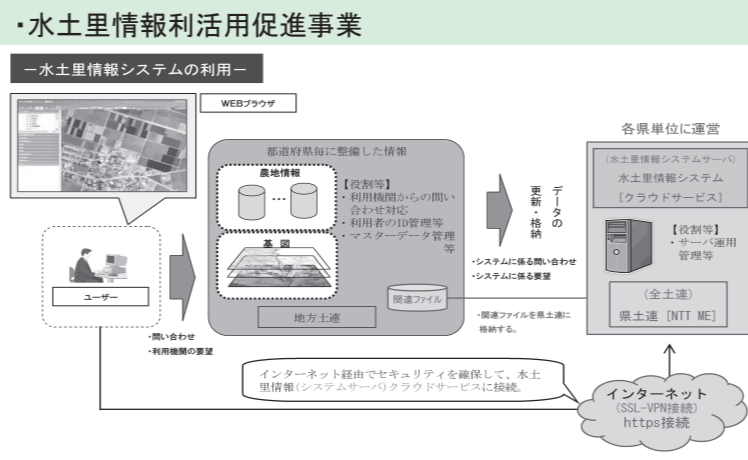 ・水土里情報利活用促進事業
－水土里情報システムの利用－
WEBブラウザ
ユーザー
・問い合わせ
・利用機関の要望
都道府県毎に整備した情報
農地情報
…
基 図
【役割等】
・利用機関からの問い
合わせ対応
・利用者のID管理等
・マスターデータ管理
等
関連ファイル
地方土連
データの
更新・格納
・システムに係る問い合わせ
・システムに係る要望
・関連ファイルを県土連に
格納する。
各県単位に運営
(水土里情報システムサーバ)
水土里情報システム
[クラウドサービス]
【役割等】
・サーバ運用
管理等
(全土連)
県土連 [NTT ME]
インターネット経由でセキュリティを確保して、水土
里情報(システムサーバ)クラウドサービスに接続。
インターネット
(SSL-VPN接続)
https接続